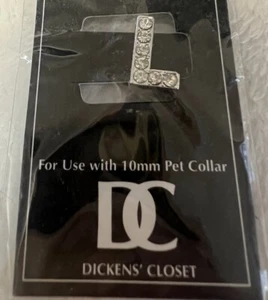 L
For Use with 10mm Pet Collar
DC
DICKENS' CLOSET